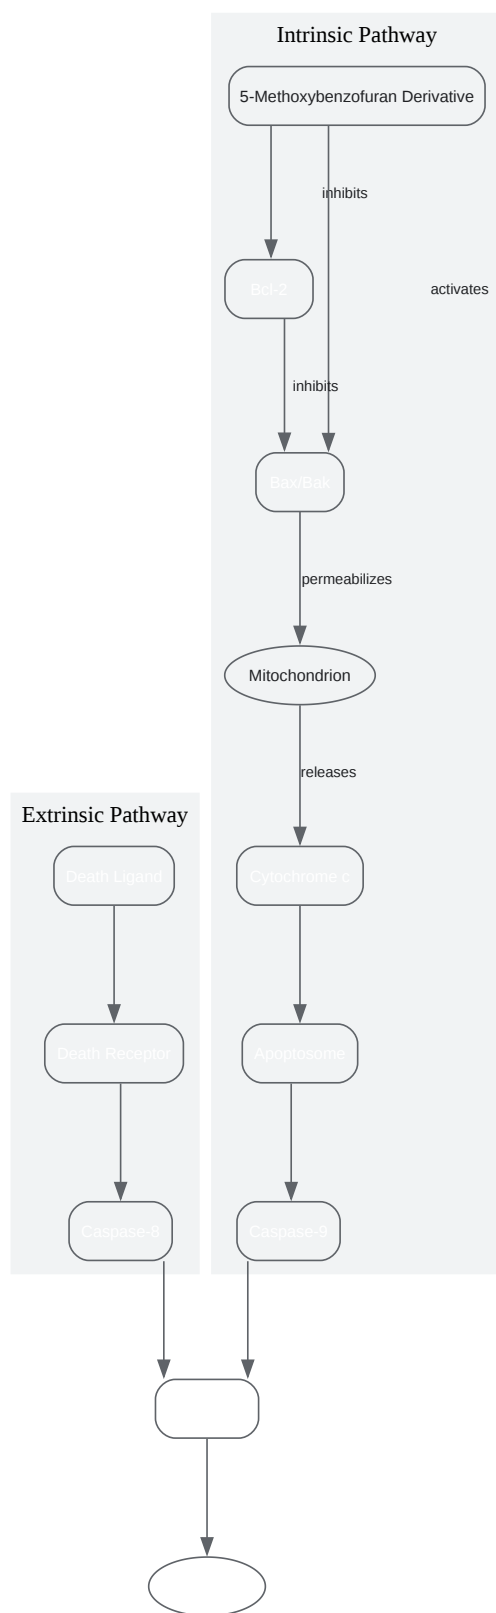 Intrinsic Pathway
5-Methoxybenzofuran Derivative
inhibits
Bcl-2
activates
inhibits
Bax/Bak
permeabilizes
Mitochondrion
releases
Extrinsic Pathway
Death Ligand
Cytochrome c
Death Receptor
Apoptosome
Caspase-8
Caspase-9